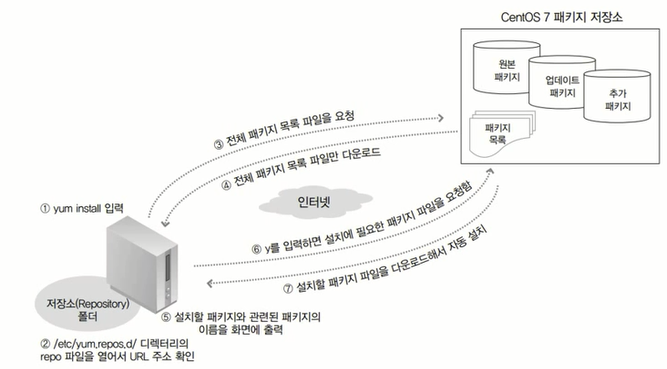 CentOS 7 패키지 저장소
원본
패키지
업데이트
패키지
추가
패키지
패키지
목록
③ 전체 패키지 목록 파일을 요청
④ 전체 패키지 목록 파일만 다운로드
인터넷
① yum install 입력
⑥ y를 입력하면 설치에 필요한 패키지 파일을 요청함
⑦ 설치할 패키지 파일을 다운로드해서 자동 설치
저장소(Repository)
폴더
⑤ 설치할 패키지와 관련된 패키지의
이름을 화면에 출력
② /etc/yum.repos.d/ 디렉터리의
repo 파일을 열어서 URL 주소 확인